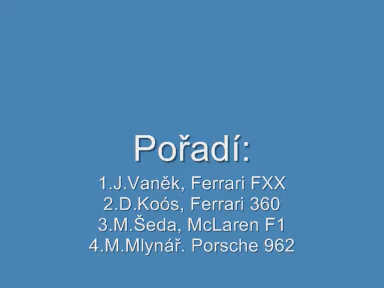 Pořadí:
1.J.Vaněk, Ferrari FXX
2.D.Koós, Ferrari 360
3.M.Šeda, McLaren F1
4.M.Mlynář. Porsche 962